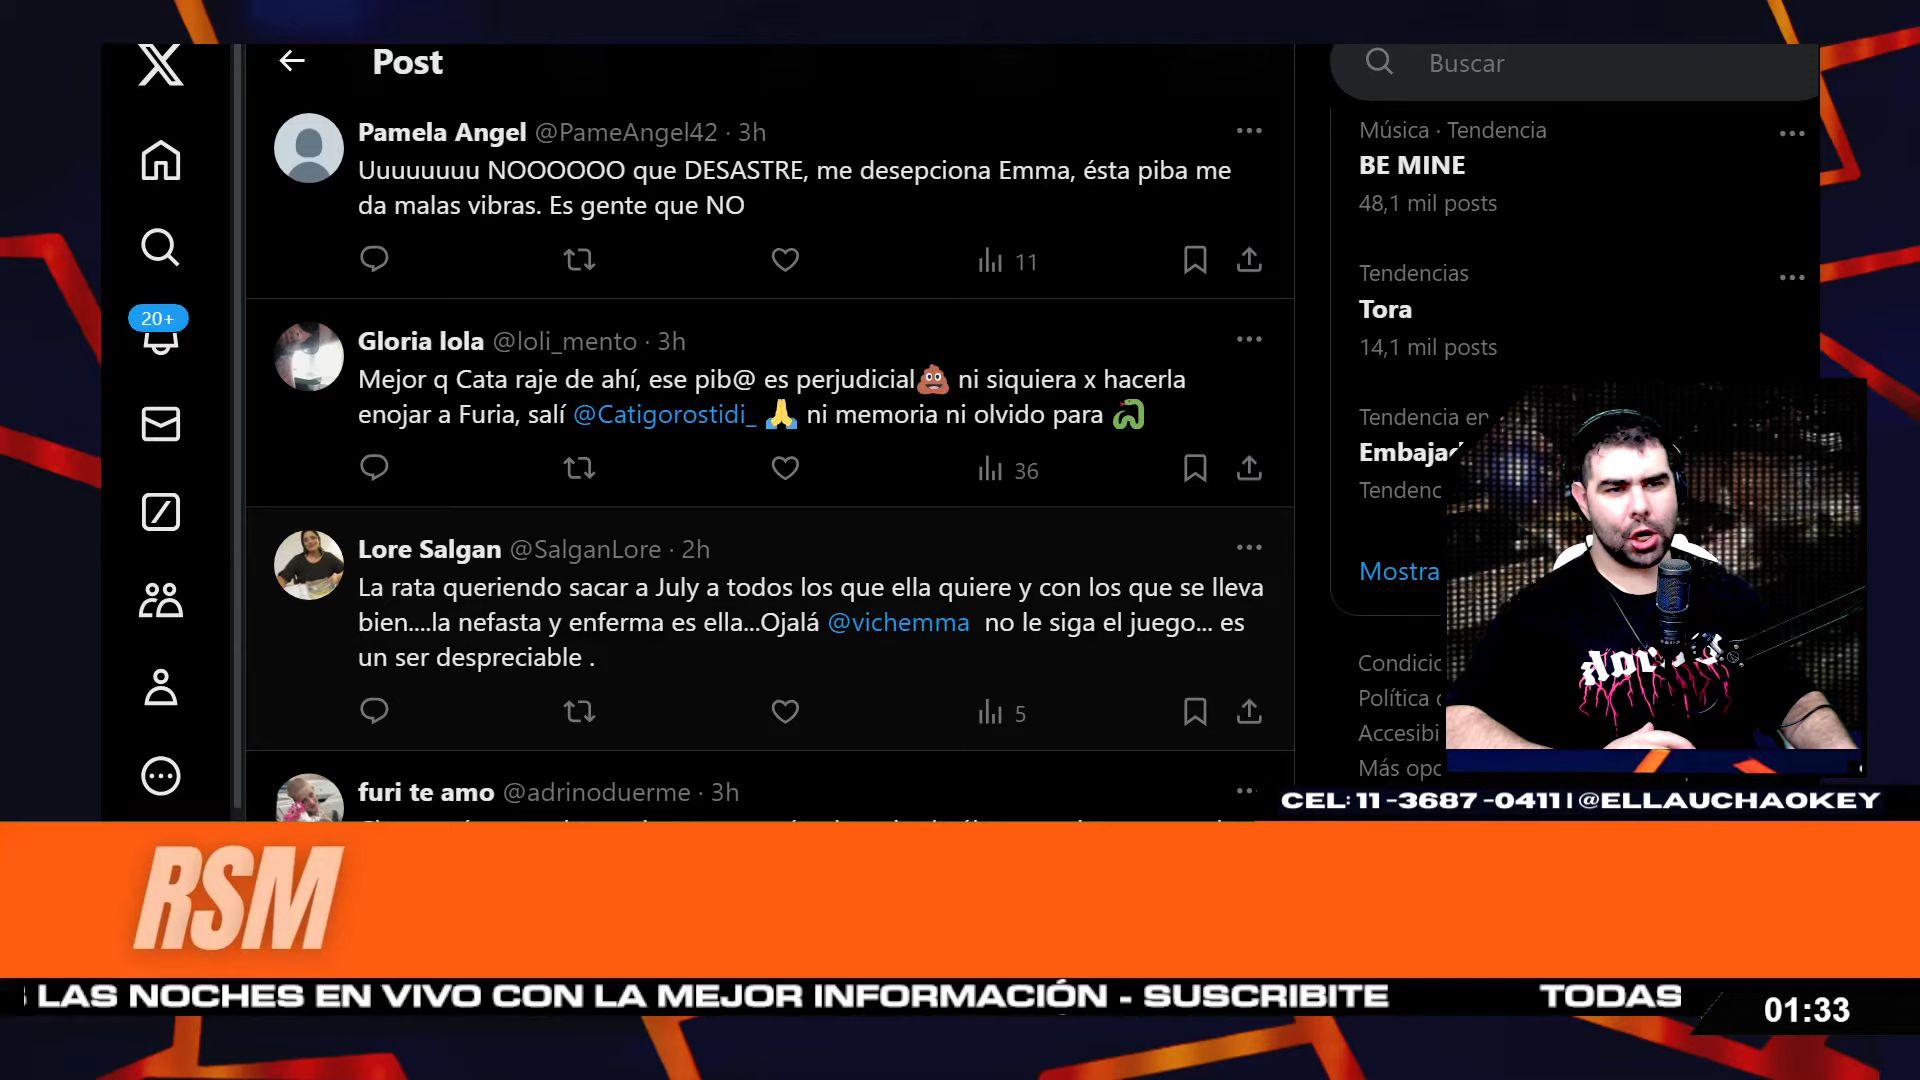 Post
Buscar
20+
Pamela Angel @PameAngel42 · 3h
Uuuuuuuu NOOOOOO que DESASTRE, me desepciona Emma, ésta piba me
da malas vibras. Es gente que NO
11
Gloria lola @loli_mento · 3h
Mejor q Cata raje de ahí, ese pib@ es perjudicial💩 ni siquiera x hacerla
enojar a Furia, salí @Catigorostidi_ 🙏 ni memoria ni olvido para 🐍
36
Lore Salgan @SalganLore · 2h
La rata queriendo sacar a July a todos los que ella quiere y con los que se lleva
bien....la nefasta y enferma es ella...Ojalá @vichemma no le siga el juego... es
un ser despreciable .
5
furi te amo @adrinoduerme · 3h
Música · Tendencia
BE MINE
48,1 mil posts
Tendencias
Tora
14,1 mil posts
Tendencia en
Embajad
Tendenc
Mostra
Condicic
Política
Accesibi
Más opc
CEL: 11-3687-0411 | @ELLAUCHAOKEY
RSM
LAS NOCHES EN VIVO CON LA MEJOR INFORMACIÓN - SUSCRIBITE TODAS
01:33